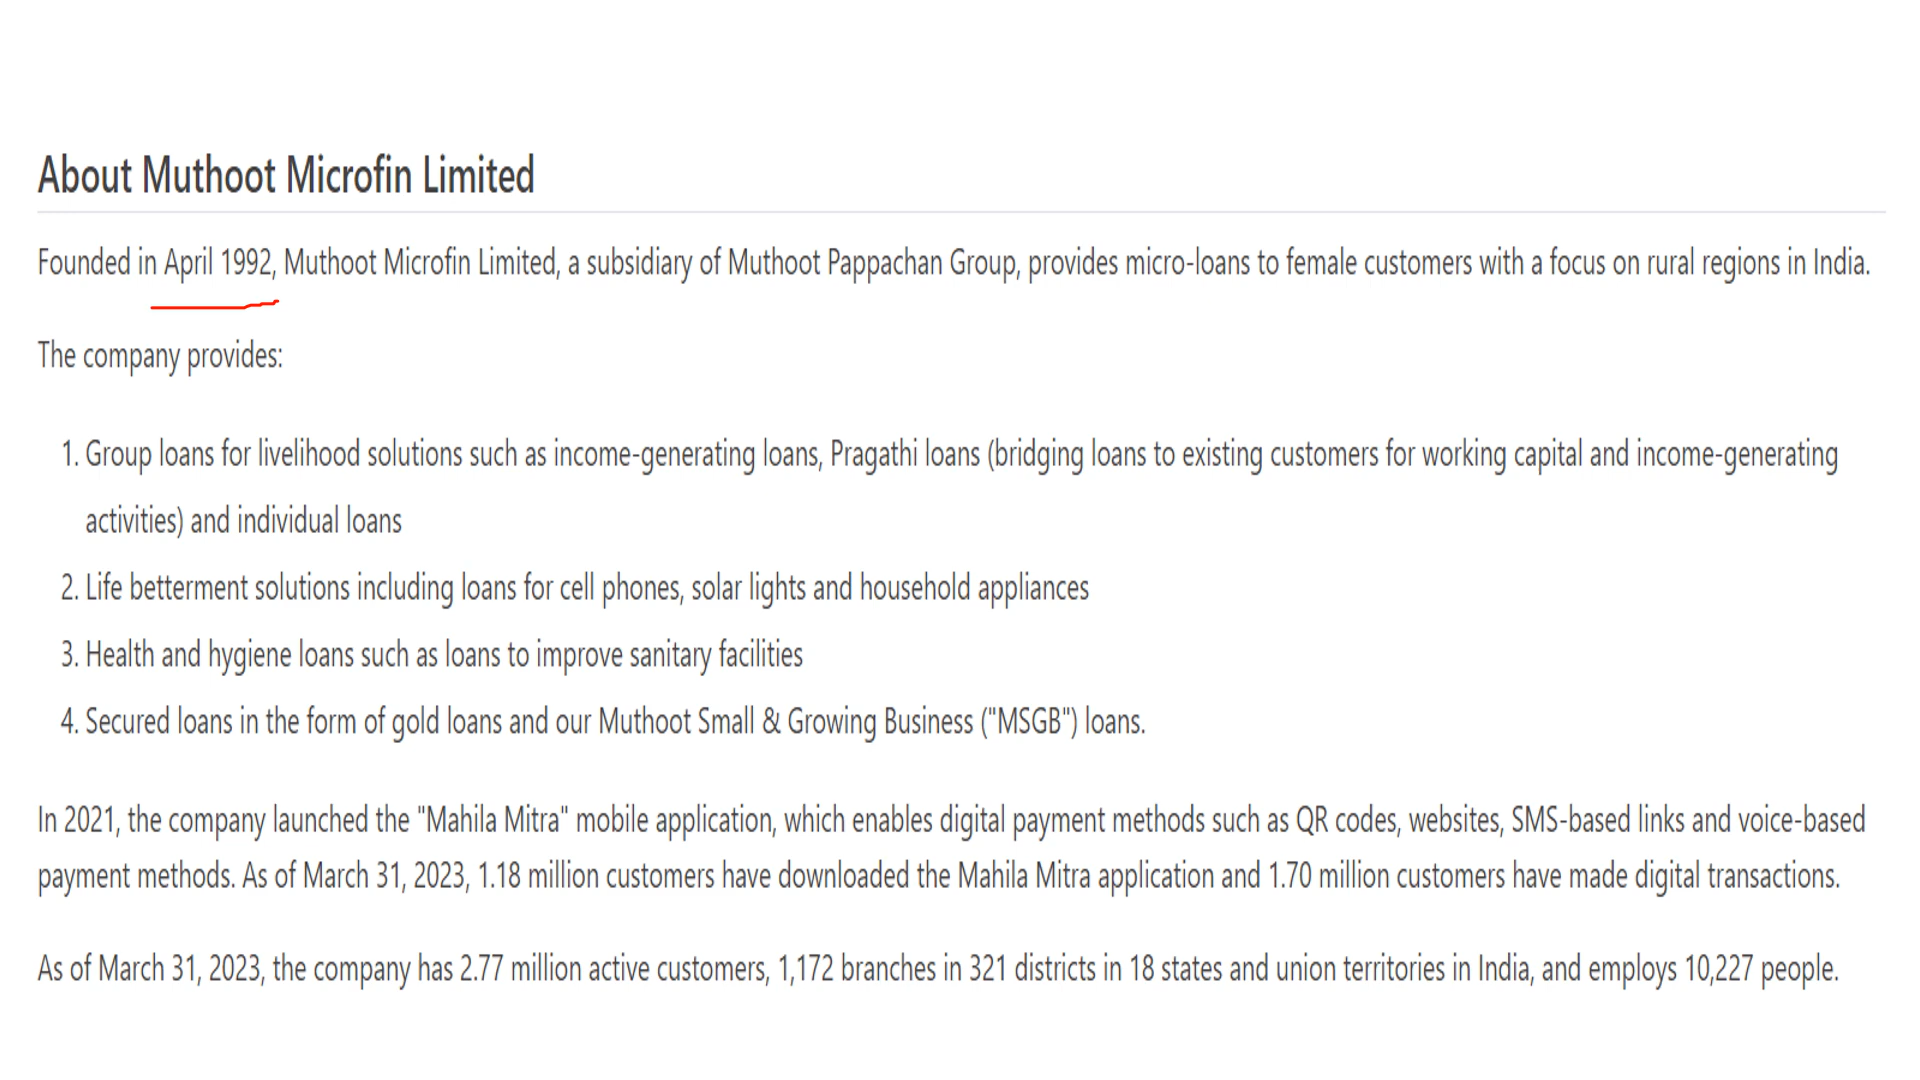 About Muthoot Microfin Limited
Founded in April 1992, Muthoot Microfin Limited, a subsidiary of Muthoot Pappachan Group, provides micro-loans to female customers with a focus on rural regions in India.
The company provides:
1. Group loans for livelihood solutions such as income-generating loans, Pragathi loans (bridging loans to existing customers for working capital and income-generating
activities) and individual loans
2. Life betterment solutions including loans for cell phones, solar lights and household appliances
3. Health and hygiene loans such as loans to improve sanitary facilities
4. Secured loans in the form of gold loans and our Muthoot Small & Growing Business ("MSGB") loans.
In 2021, the company launched the "Mahila Mitra" mobile application, which enables digital payment methods such as QR codes, websites, SMS-based links and voice-based
payment methods. As of March 31, 2023, 1.18 million customers have downloaded the Mahila Mitra application and 1.70 million customers have made digital transactions.
As of March 31, 2023, the company has 2.77 million active customers, 1,172 branches in 321 districts in 18 states and union territories in India, and employs 10,227 people.